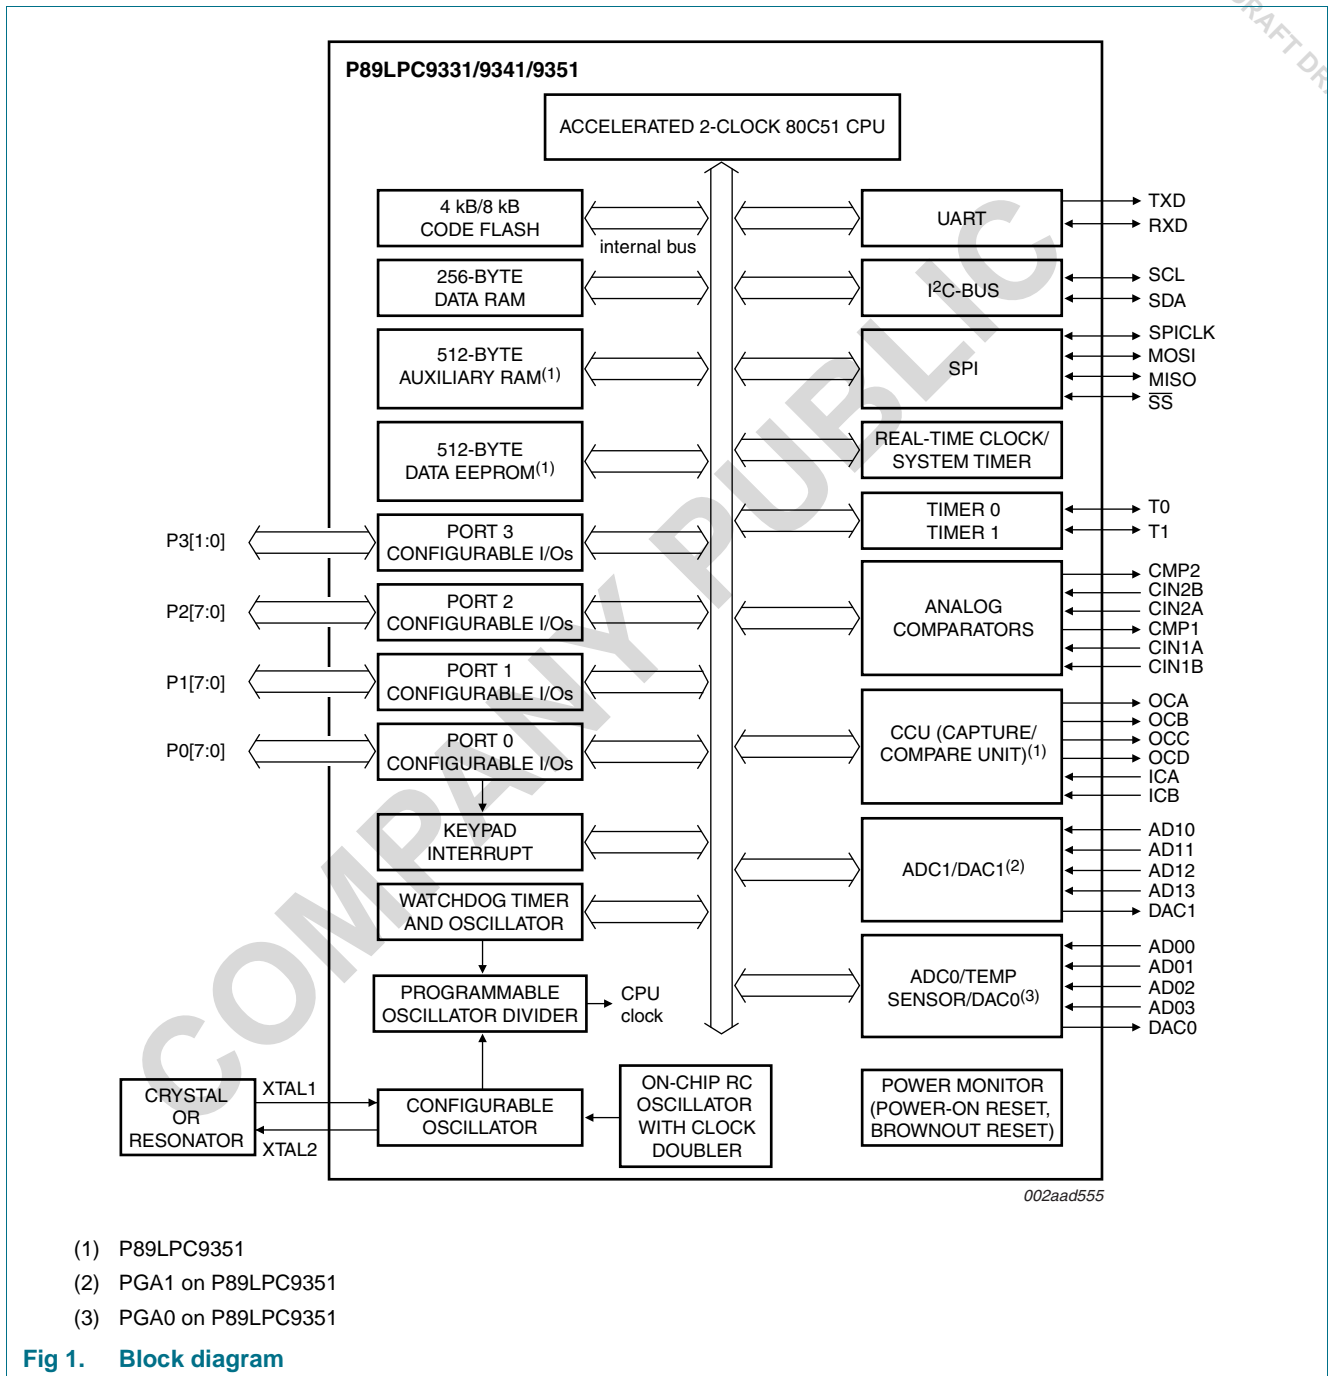 DRAFT DRA
P89LPC9331/9341/9351
ACCELERATED 2-CLOCK 80C51 CPU
4 kB/8 kB
CODE FLASH
internal bus
256-BYTE
DATA RAM
512-BYTE
AUXILIARY RAM(1)
512-BYTE
DATA EEPROM(1)
P3[1:0]
PORT 3
CONFIGURABLE I/Os
P2[7:0]
PORT 2
CONFIGURABLE I/Os
P1[7:0]
PORT 1
CONFIGURABLE I/Os
P0[7:0]
PORT 0
CONFIGURABLE I/Os
KEYPAD
INTERRUPT
WATCHDOG TIMER
AND OSCILLATOR
PROGRAMMABLE
OSCILLATOR DIVIDER
CPU
clock
CRYSTAL
OR
RESONATOR
XTAL1
XTAL2
CONFIGURABLE
OSCILLATOR
ON-CHIP RC
OSCILLATOR
WITH CLOCK
DOUBLER
UART
TXD
RXD
I2C-BUS
SCL
SDA
SPI
SPICLK
MOSI
MISO
SS
REAL-TIME CLOCK/
SYSTEM TIMER
TIMER 0
TIMER 1
T0
T1
ANALOG
COMPARATORS
CMP2
CIN2B
CIN2A
CMP1
CIN1A
CIN1B
CCU (CAPTURE/
COMPARE UNIT)(1)
OCA
OCB
OCC
OCD
ICA
ICB
ADC1/DAC1(2)
AD10
AD11
AD12
AD13
DAC1
ADC0/TEMP
SENSOR/DAC0(3)
AD00
AD01
AD02
AD03
DAC0
POWER MONITOR
(POWER-ON RESET,
BROWNOUT RESET)
COMPANY PUBLIC
002aad555
(1) P89LPC9351
(2) PGA1 on P89LPC9351
(3) PGA0 on P89LPC9351
Fig 1. Block diagram